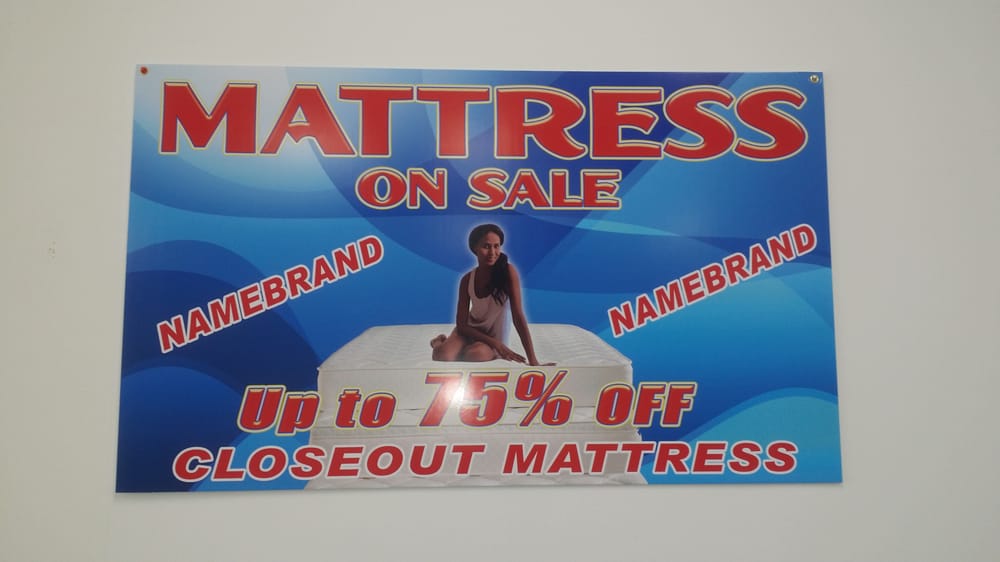 MATTRESS
ON SALE
NAMEBRAND
NAMEBRAND
Up to 75% OFF
CLOSEOUT MATTRESS